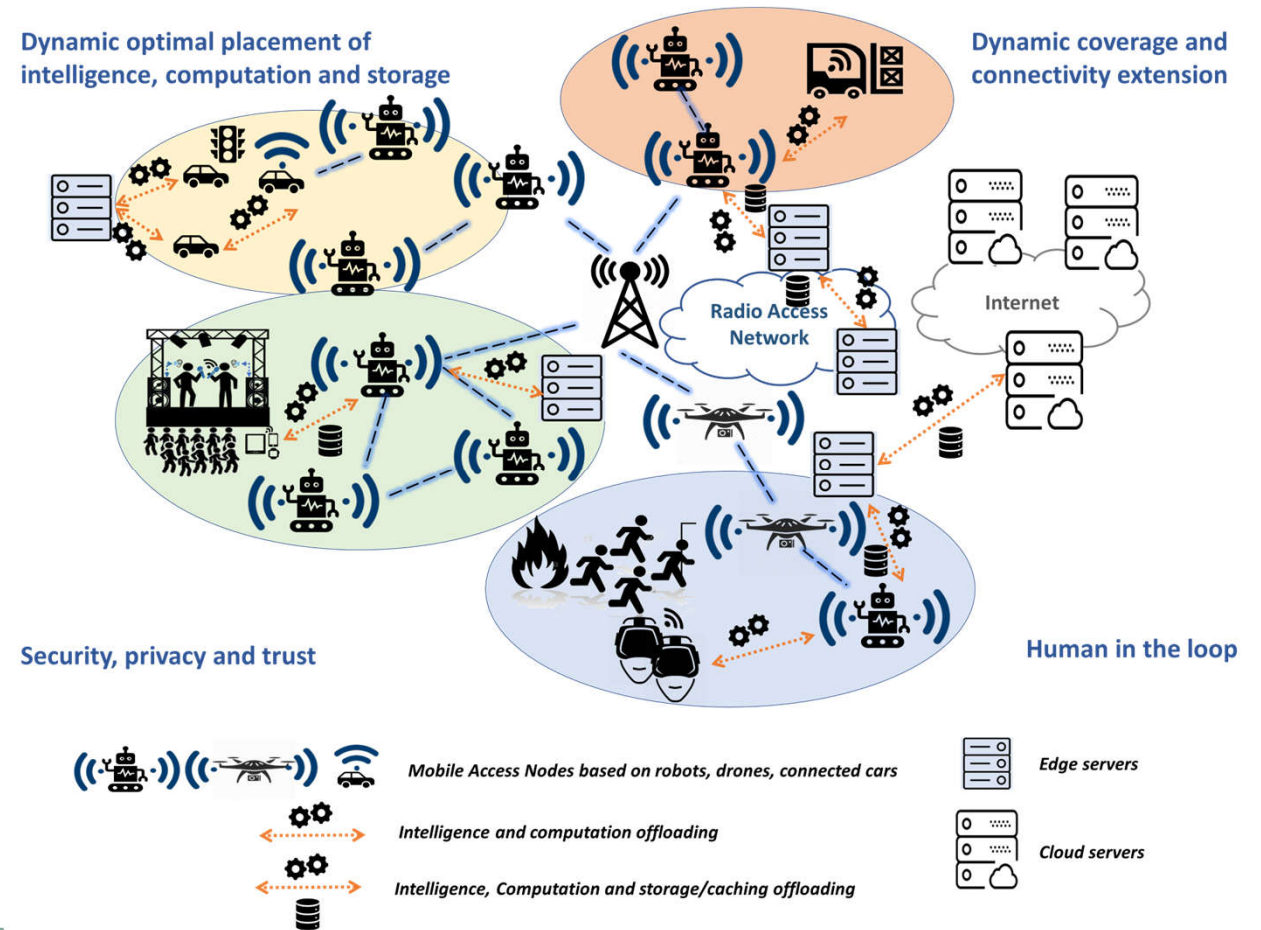 Dynamic optimal placement of
intelligence, computation and storage
Dynamic coverage and
connectivity extension
Internet
Radio Access
Network
Security, privacy and trust
Human in the loop
Mobile Access Nodes based on robots, drones, connected cars
Edge servers
Intelligence and computation offloading
Cloud servers
Intelligence, Computation and storage/caching offloading